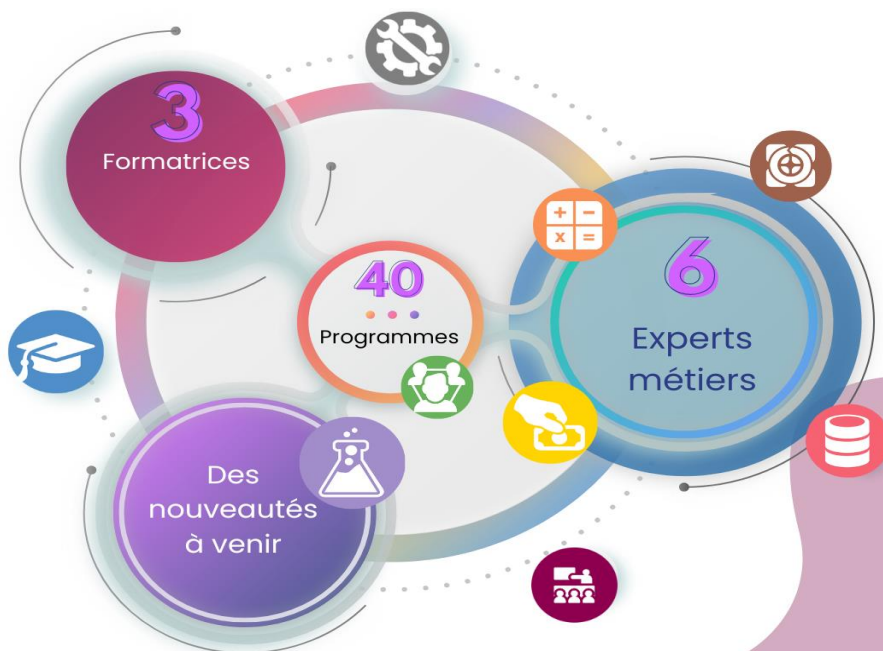 3
Formatrices
40
Programmes
6
Experts
métiers
Des
nouveautés
à venir